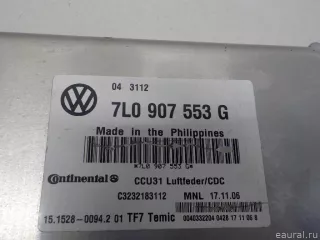 04 3112
7L0 907 553 G
Made in the Philippines
*7L0 907 553 G*
Continental
CCU31 Luftfeder/CDC
C3232183112 MNL 17.11.06
15.1528-0094.2 01 TF7 Temic
© eaural.ru